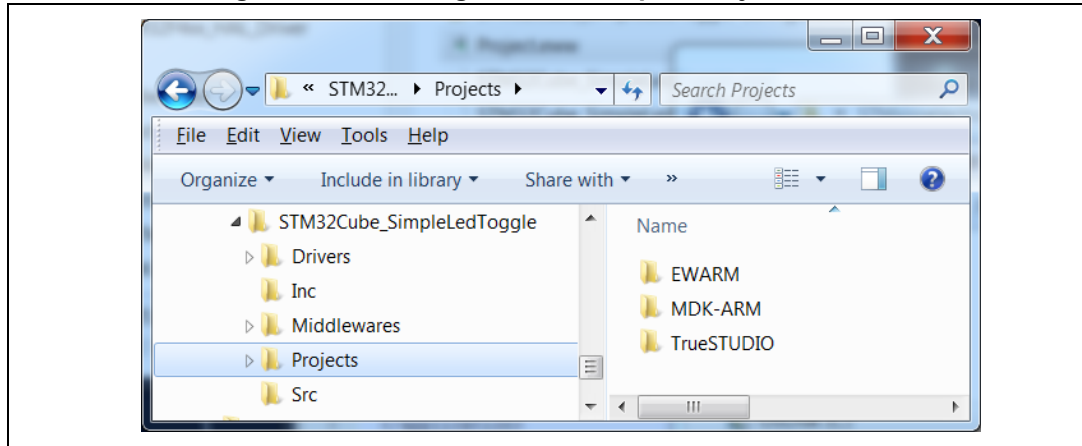 « STM32... Projects
Search Projects
File Edit View Tools Help
Organize Include in library Share with »
STM32Cube_SimpleLedToggle
Drivers
Inc
Middlewares
Projects
Src
Name
EWARM
MDK-ARM
TrueSTUDIO